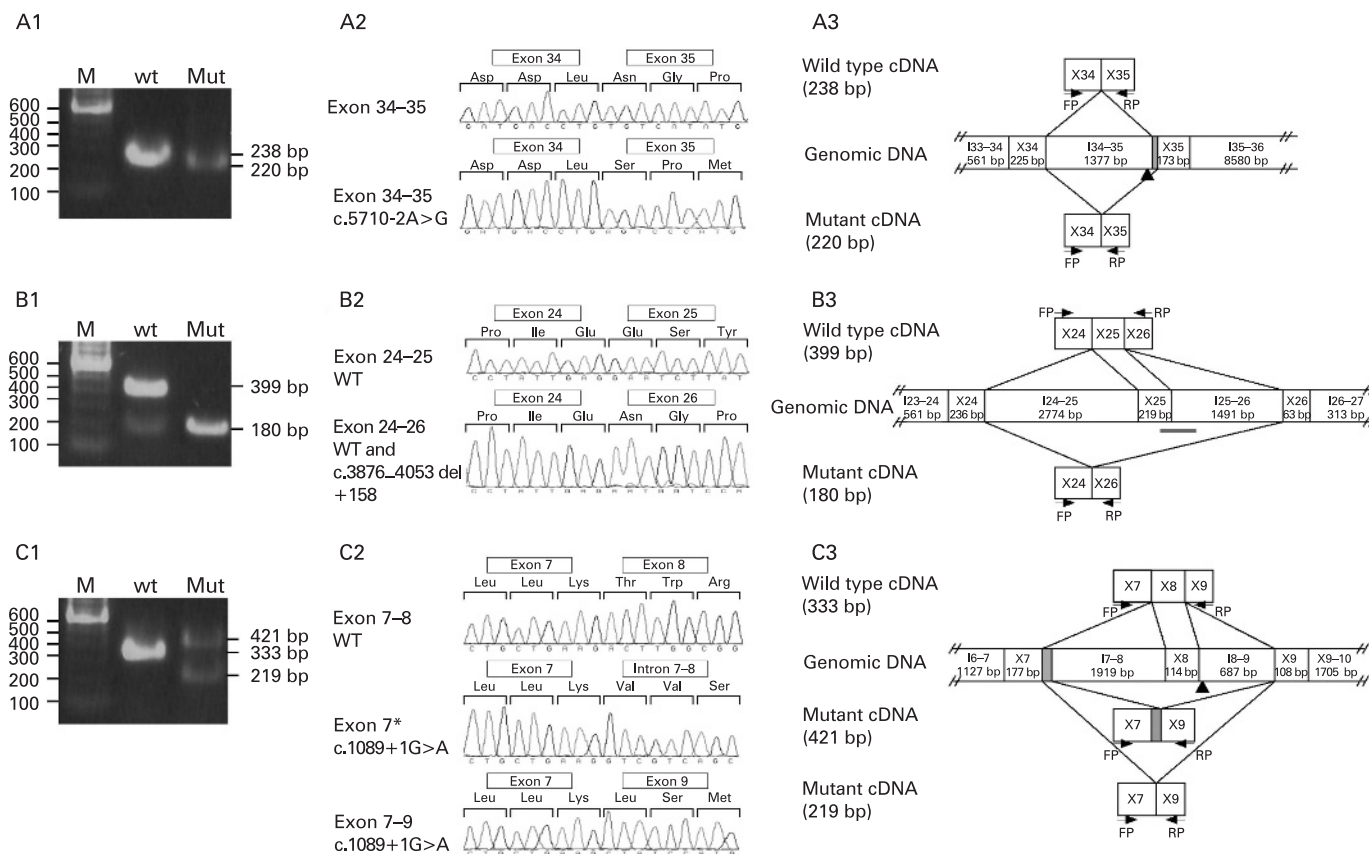 A1
M wt Mut
600
500
400
300
200
100
238 bp
220 bp
A2
Exon 34 Exon 35
Asp Asp Leu Asn Gly Pro
Exon 34–35
G A T G A C C T G T G T C A T A T G
Exon 34 Exon 35
Asp Asp Leu Ser Pro Met
Exon 34–35
c.5710-2A>G
G A T G A C C T G A G T C C C A T G
A3
Wild type cDNA
(238 bp)
X34 X35
FP RP
Genomic DNA
I33–34 561 bp
X34 225 bp
I34–35 1377 bp
X35 173 bp
I35–36 8580 bp
Mutant cDNA
(220 bp)
X34 X35
FP RP
B1
M wt Mut
600
500
400
300
200
100
399 bp
180 bp
B2
Exon 24 Exon 25
Pro Ile Glu Glu Ser Tyr
Exon 24–25
WT
C C T A T T G A G G A A T C T T A T
Exon 24 Exon 26
Pro Ile Glu Asn Gly Pro
Exon 24–26
WT and
c.3876_4053 del
+158
B3
Wild type cDNA
(399 bp)
FP RP
X24 X25 X26
Genomic DNA
I23–24 561 bp
X24 236 bp
I24–25 2774 bp
X25 219 bp
I25–26 1491 bp
X26 63 bp
I26–27 313 bp
Mutant cDNA
(180 bp)
X24 X26
FP RP
C1
M wt Mut
600
500
400
300
200
100
421 bp
333 bp
219 bp
C2
Exon 7 Exon 8
Leu Leu Lys Thr Trp Arg
Exon 7–8
WT
C T G C T G A A G A C T T G G C G G
Exon 7 Intron 7–8
Leu Leu Lys Val Val Ser
Exon 7*
c.1089+1G>A
C T G C T G A A G G T C G T C A G C
Exon 7 Exon 9
Leu Leu Lys Leu Ser Met
Exon 7–9
c.1089+1G>A
C T G C T G A A G C T A T C C A T G
C3
Wild type cDNA
(333 bp)
X7 X8 X9
FP RP
Genomic DNA
I6–7 1127 bp
X7 177 bp
I7–8 1919 bp
X8 114 bp
I8–9 687 bp
X9 108 bp
X9–10 1705 bp
Mutant cDNA
(421 bp)
X7 X9
FP RP
Mutant cDNA
(219 bp)
X7 X9
FP RP